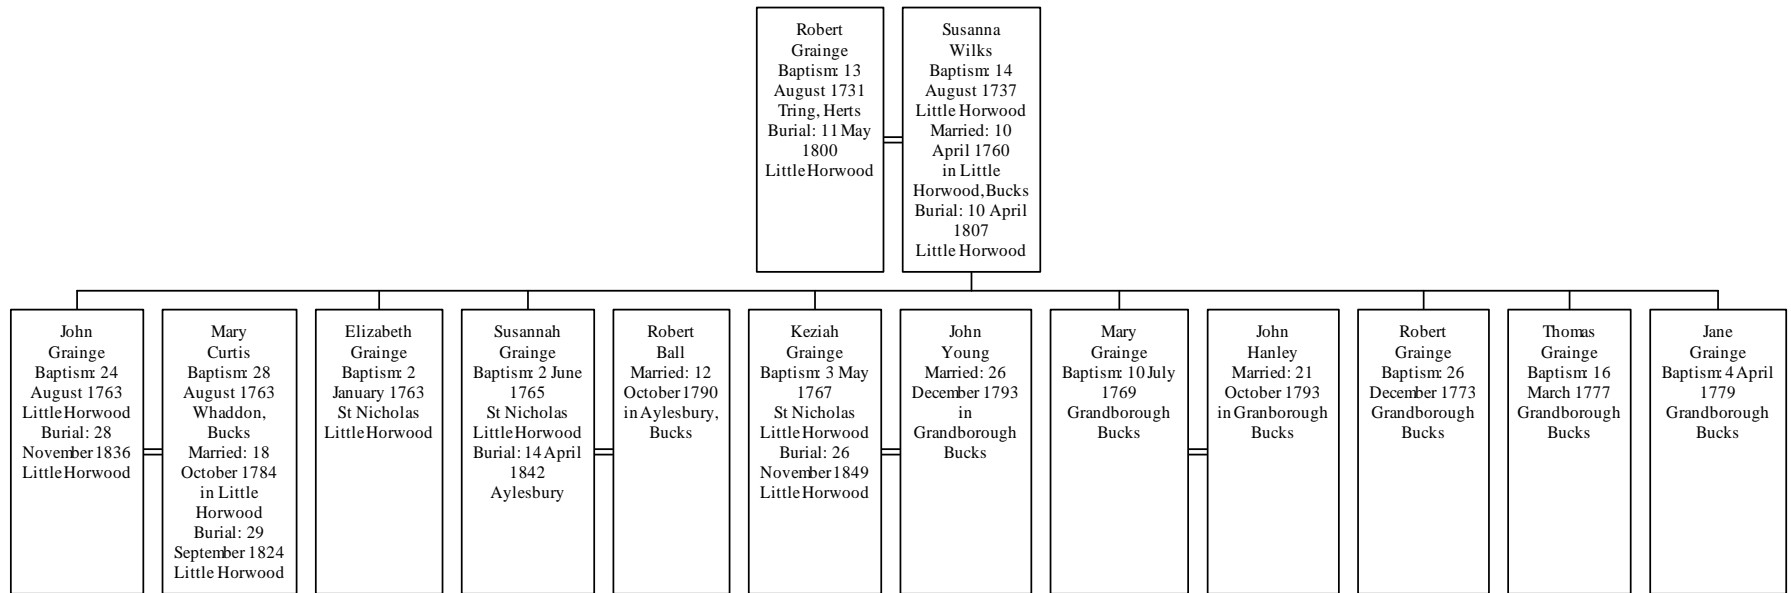 Robert
Grainge
Baptism: 13
August 1731
Tring, Herts
Burial: 11 May
1800
Little Horwood
Susanna
Wilks
Baptism: 14
August 1737
Little Horwood
Married: 10
April 1760
in Little
Horwood, Bucks
Burial: 10 April
1807
Little Horwood
John
Grainge
Baptism: 24
August 1763
Little Horwood
Burial: 28
November 1836
Little Horwood
Mary
Curtis
Baptism: 28
August 1763
Whaddon,
Bucks
Married: 18
October 1784
in Little
Horwood
Burial: 29
September 1824
Little Horwood
Elizabeth
Grainge
Baptism: 2
January 1763
St Nicholas
Little Horwood
Susannah
Grainge
Baptism: 2 June
1765
St Nicholas
Little Horwood
Burial: 14 April
1842
Aylesbury
Robert
Ball
Married: 12
October 1790
in Aylesbury,
Bucks
Keziah
Grainge
Baptism: 3 May
1767
St Nicholas
Little Horwood
Burial: 26
November 1849
Little Horwood
John
Young
Married: 26
December 1793
in
Grandborough
Bucks
Mary
Grainge
Baptism: 10 July
1769
Grandborough
Bucks
John
Hanley
Married: 21
October 1793
in Granborough
Bucks
Robert
Grainge
Baptism: 26
December 1773
Grandborough
Bucks
Thomas
Grainge
Baptism: 16
March 1777
Grandborough
Bucks
Jane
Grainge
Baptism: 4 April
1779
Grandborough
Bucks